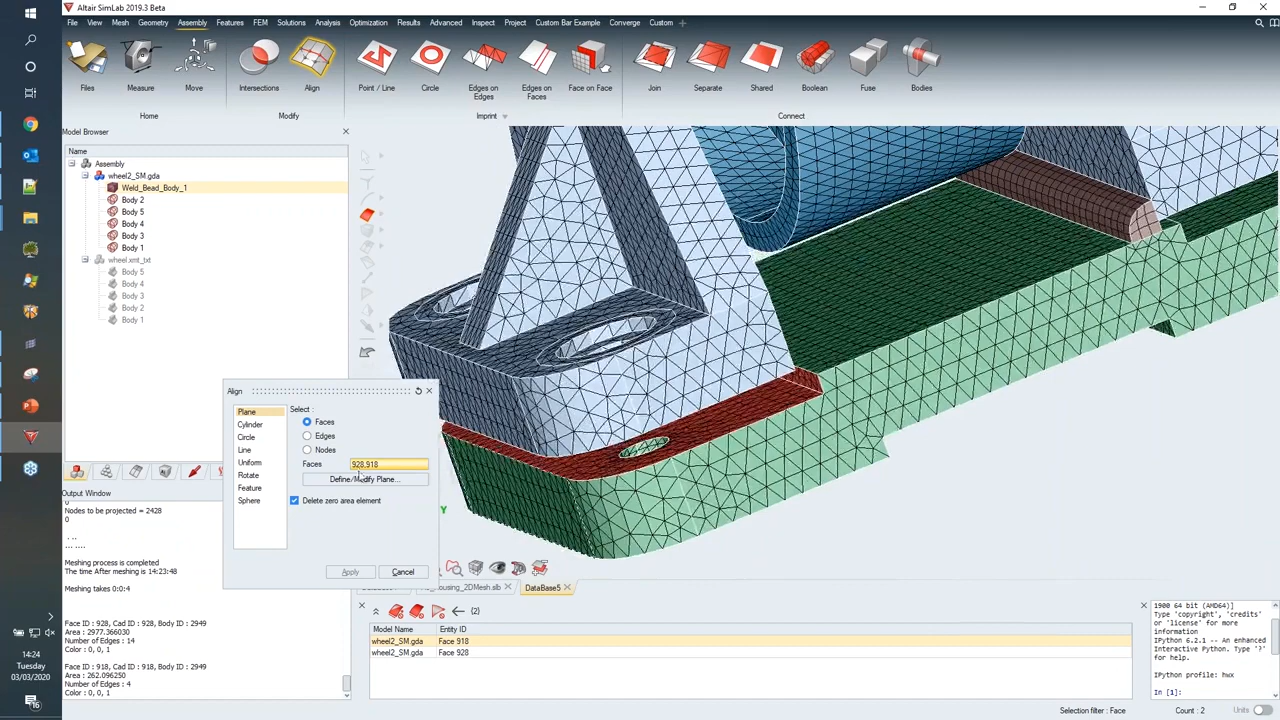 Altair SimLab 2019.3 Beta
File View Mesh Geometry Assembly Features FEM Solutions Analysis Optimization Results Advanced Inspect Project Custom Bar Example Converge Custom
Files Measure Move Intersections Align Point / Line Circle Edges on Edges Edges on Faces Face on Face Join Separate Shared Boolean Fuse Bodies
Home Modify Imprint Connect
Model Browser
Name
Assembly
wheel2_SM.gda
Weld_Bead_Body_1
Body 2
Body 5
Body 4
Body 3
Body 1
wheel.xmt_txt
Body 5
Body 4
Body 3
Body 2
Body 1
Align
Plane
Cylinder
Circle
Line
Uniform
Rotate
Feature
Sphere
Select :
Faces
Edges
Nodes
Faces 928,918
Define/Modify Plane...
Delete zero area element
Apply Cancel
Y
Output Window
0
Nodes to be projected = 2428
0
. ..
... ....
Meshing process is completed
The time After meshing is 14:23:48
Meshing takes 0:0:4
Face ID : 928, Cad ID : 928, Body ID : 2949
Area : 2977.366030
Number of Edges : 14
Color : 0, 0, 1
Face ID : 918, Cad ID : 918, Body ID : 2949
Area : 262.096250
Number of Edges : 4
Color : 0, 0, 1
ousing_2DMesh.slb DataBase5
(2)
Model Name Entity ID
wheel2_SM.gda Face 918
wheel2_SM.gda Face 928
1900 64 bit (AMD64)]
Type 'copyright', 'credits' or 'license' for more information
IPython 6.2.1 -- An enhanced Interactive Python. Type '?' for help.
IPython profile: hwx
In [1]:
Selection filter : Face Count : 2 Units
14:24
Tuesday
03/03/2020
16